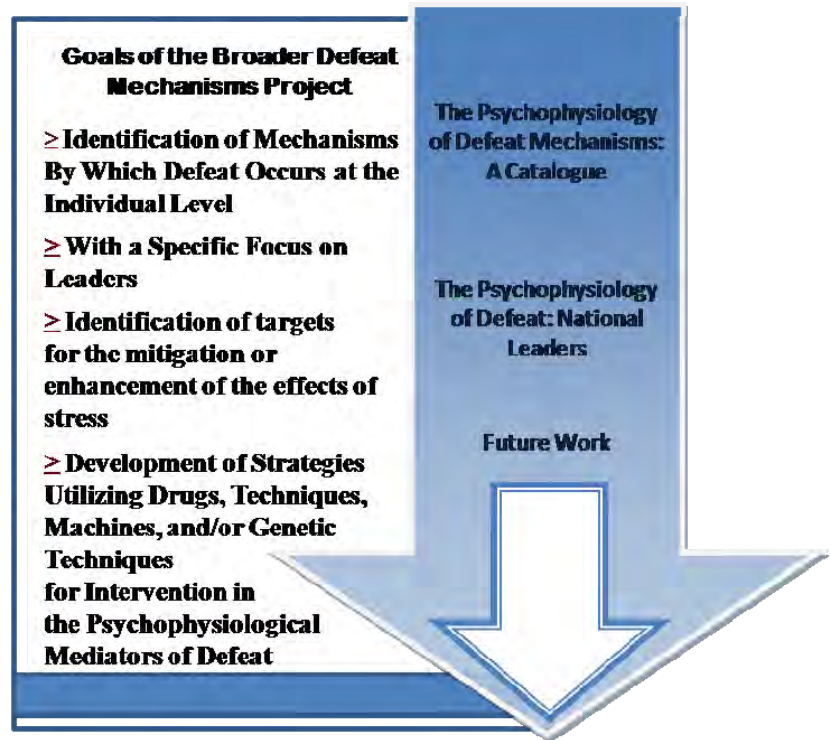 Goals of the Broader Defeat
Mechanisms Project
≥ Identification of Mechanisms
By Which Defeat Occurs at the
Individual Level
≥ With a Specific Focus on
Leaders
≥ Identification of targets
for the mitigation or
enhancement of the effects of
stress
≥ Development of Strategies
Utilizing Drugs, Techniques,
Machines, and/or Genetic
Techniques
for Intervention in
the Psychophysiological
Mediators of Defeat
The Psychophysiology
of Defeat Mechanisms:
A Catalogue
The Psychophysiology
of Defeat: National
Leaders
Future Work